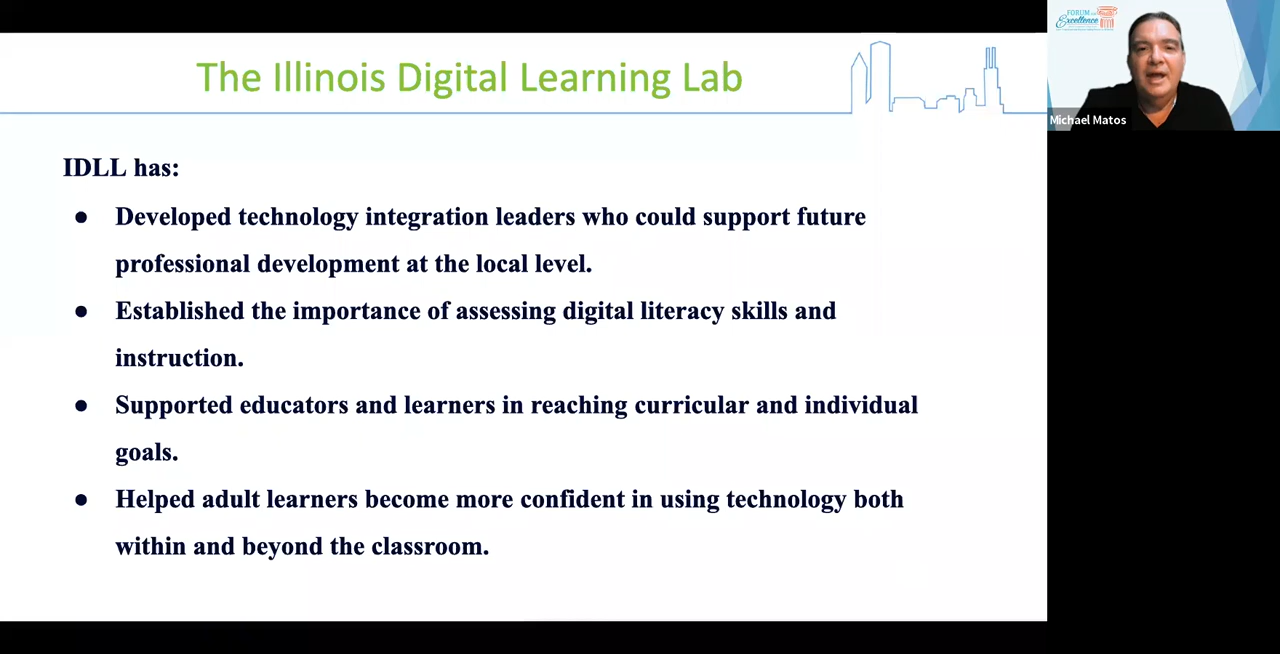 The Illinois Digital Learning Lab
IDLL has:
● Developed technology integration leaders who could support future
professional development at the local level.
● Established the importance of assessing digital literacy skills and
instruction.
● Supported educators and learners in reaching curricular and individual
goals.
● Helped adult learners become more confident in using technology both
within and beyond the classroom.
FORUM
Excellence
Michael Matos